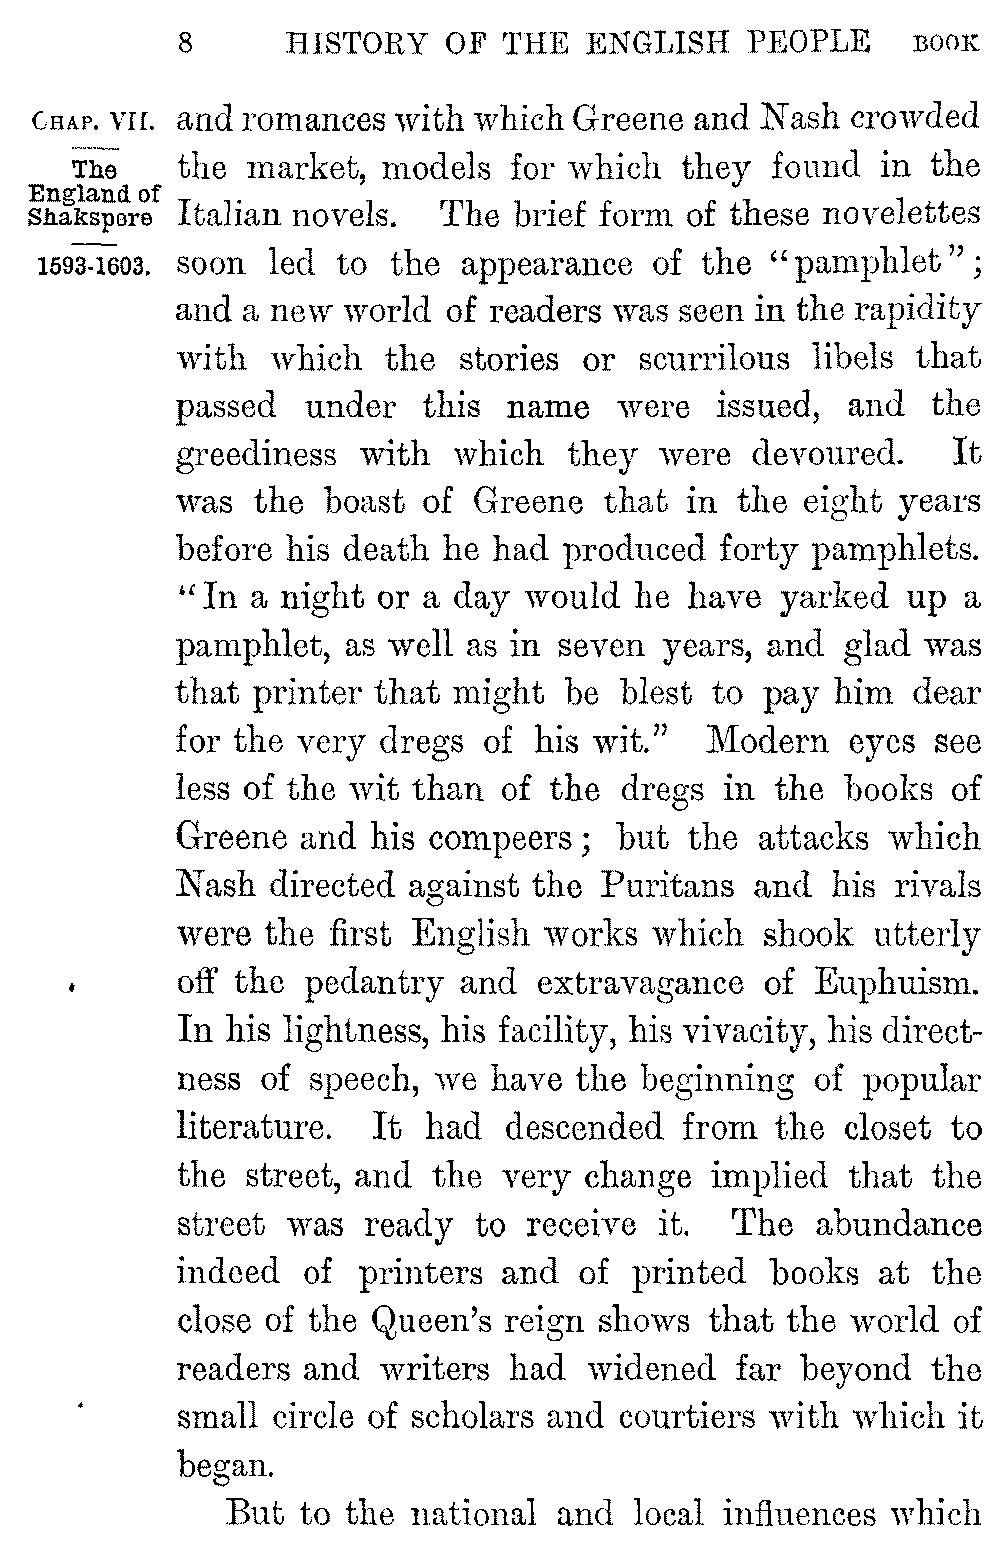 8 HISTORY OF THE ENGLISH PEOPLE BOOK
CHAP. VII.
The
England of
Shakspere
1593-1603.
and romances with which Greene and Nash crowded
the market, models for which they found in the
Italian novels. The brief form of these novelettes
soon led to the appearance of the "pamphlet";
and a new world of readers was seen in the rapidity
with which the stories or scurrilous libels that
passed under this name were issued, and the
greediness with which they were devoured. It
was the boast of Greene that in the eight years
before his death he had produced forty pamphlets.
"In a night or a day would he have yarked up a
pamphlet, as well as in seven years, and glad was
that printer that might be blest to pay him dear
for the very dregs of his wit." Modern eyes see
less of the wit than of the dregs in the books of
Greene and his compeers; but the attacks which
Nash directed against the Puritans and his rivals
were the first English works which shook utterly
off the pedantry and extravagance of Euphuism.
In his lightness, his facility, his vivacity, his direct-
ness of speech, we have the beginning of popular
literature. It had descended from the closet to
the street, and the very change implied that the
street was ready to receive it. The abundance
indeed of printers and of printed books at the
close of the Queen's reign shows that the world of
readers and writers had widened far beyond the
small circle of scholars and courtiers with which it
began.
But to the national and local influences which